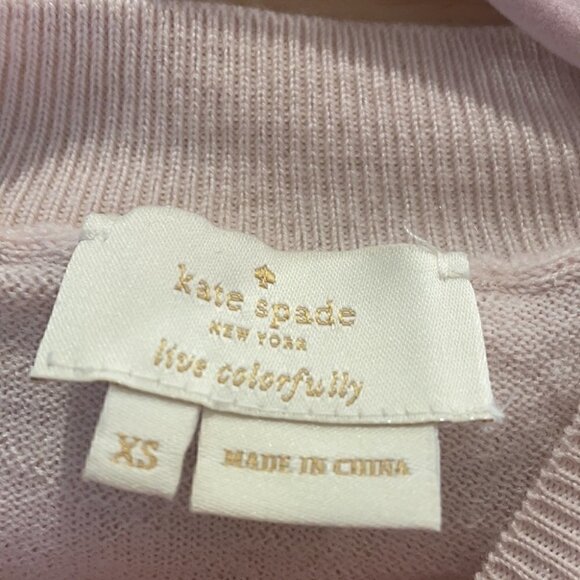 kate spade
NEW YORK
live colorfully
XS
MADE IN CHINA